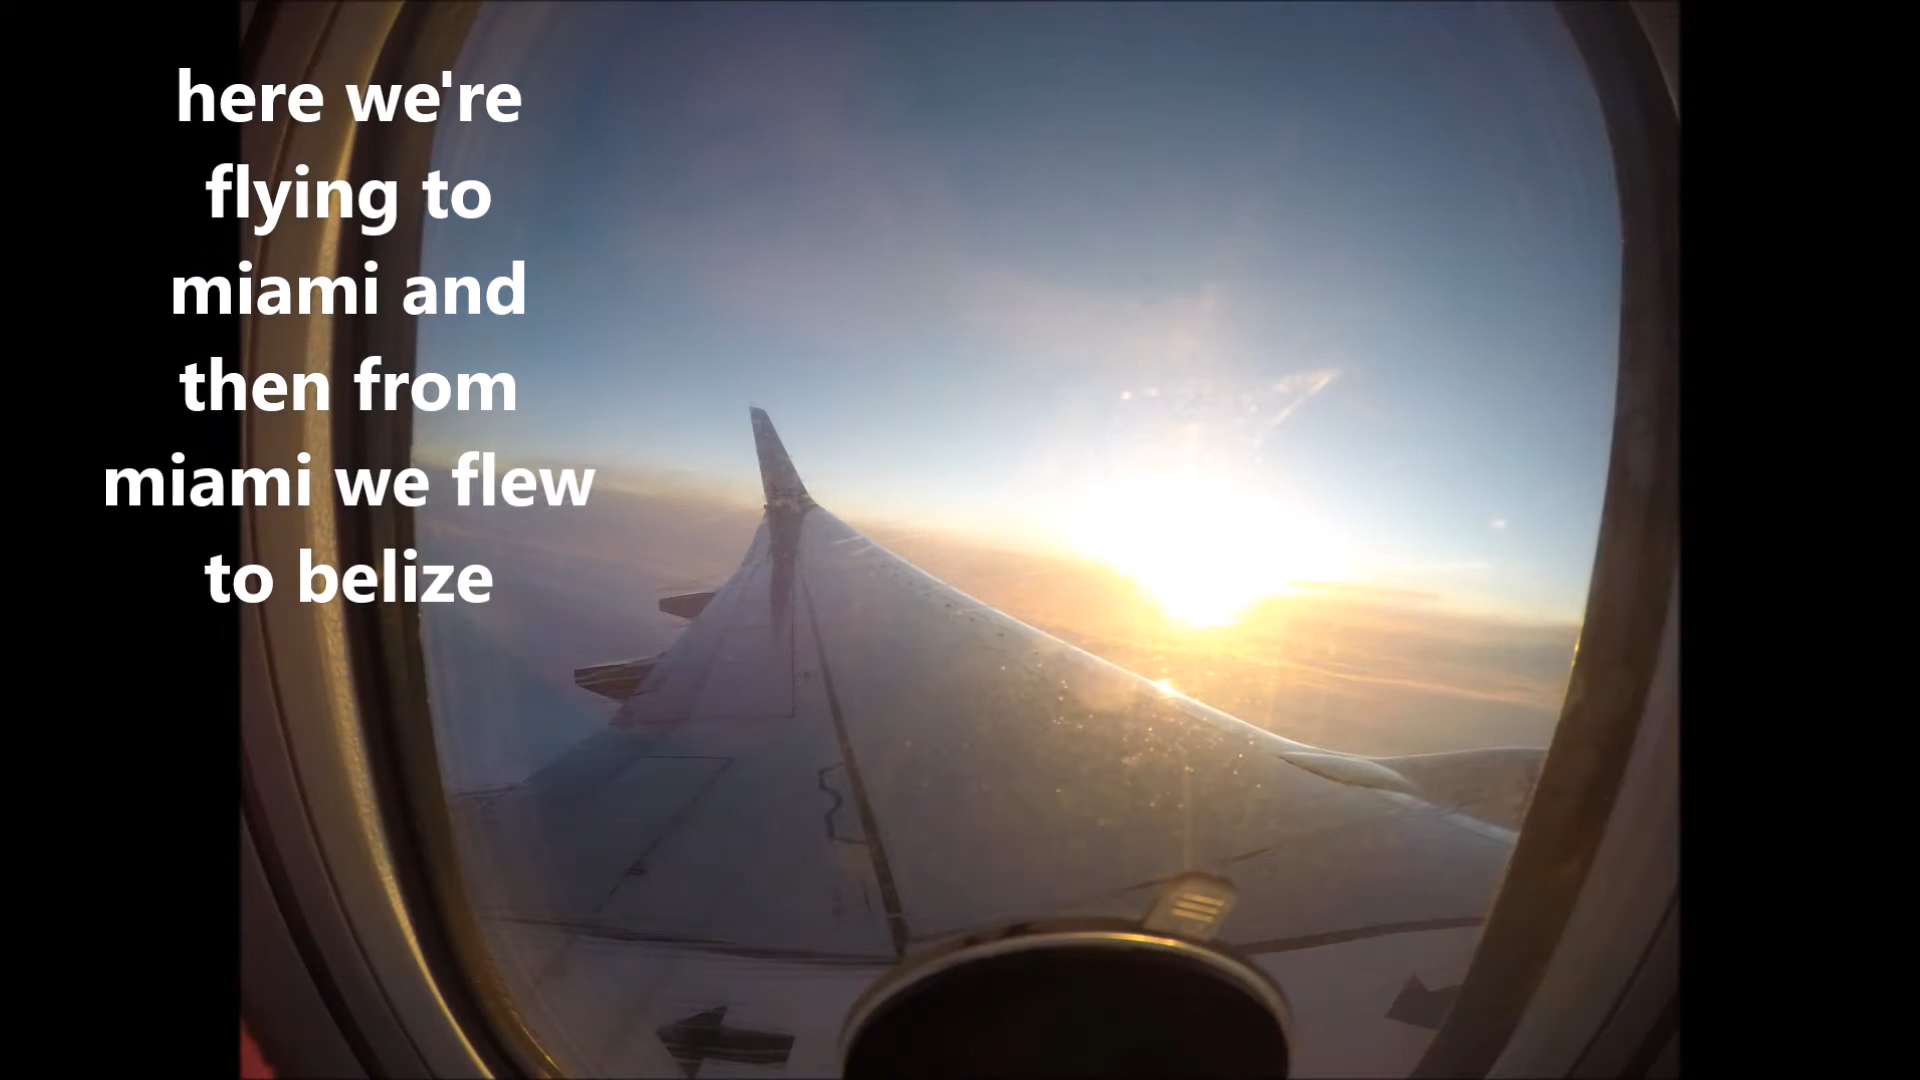 here we're
flying to
miami and
then from
miami we flew
to belize